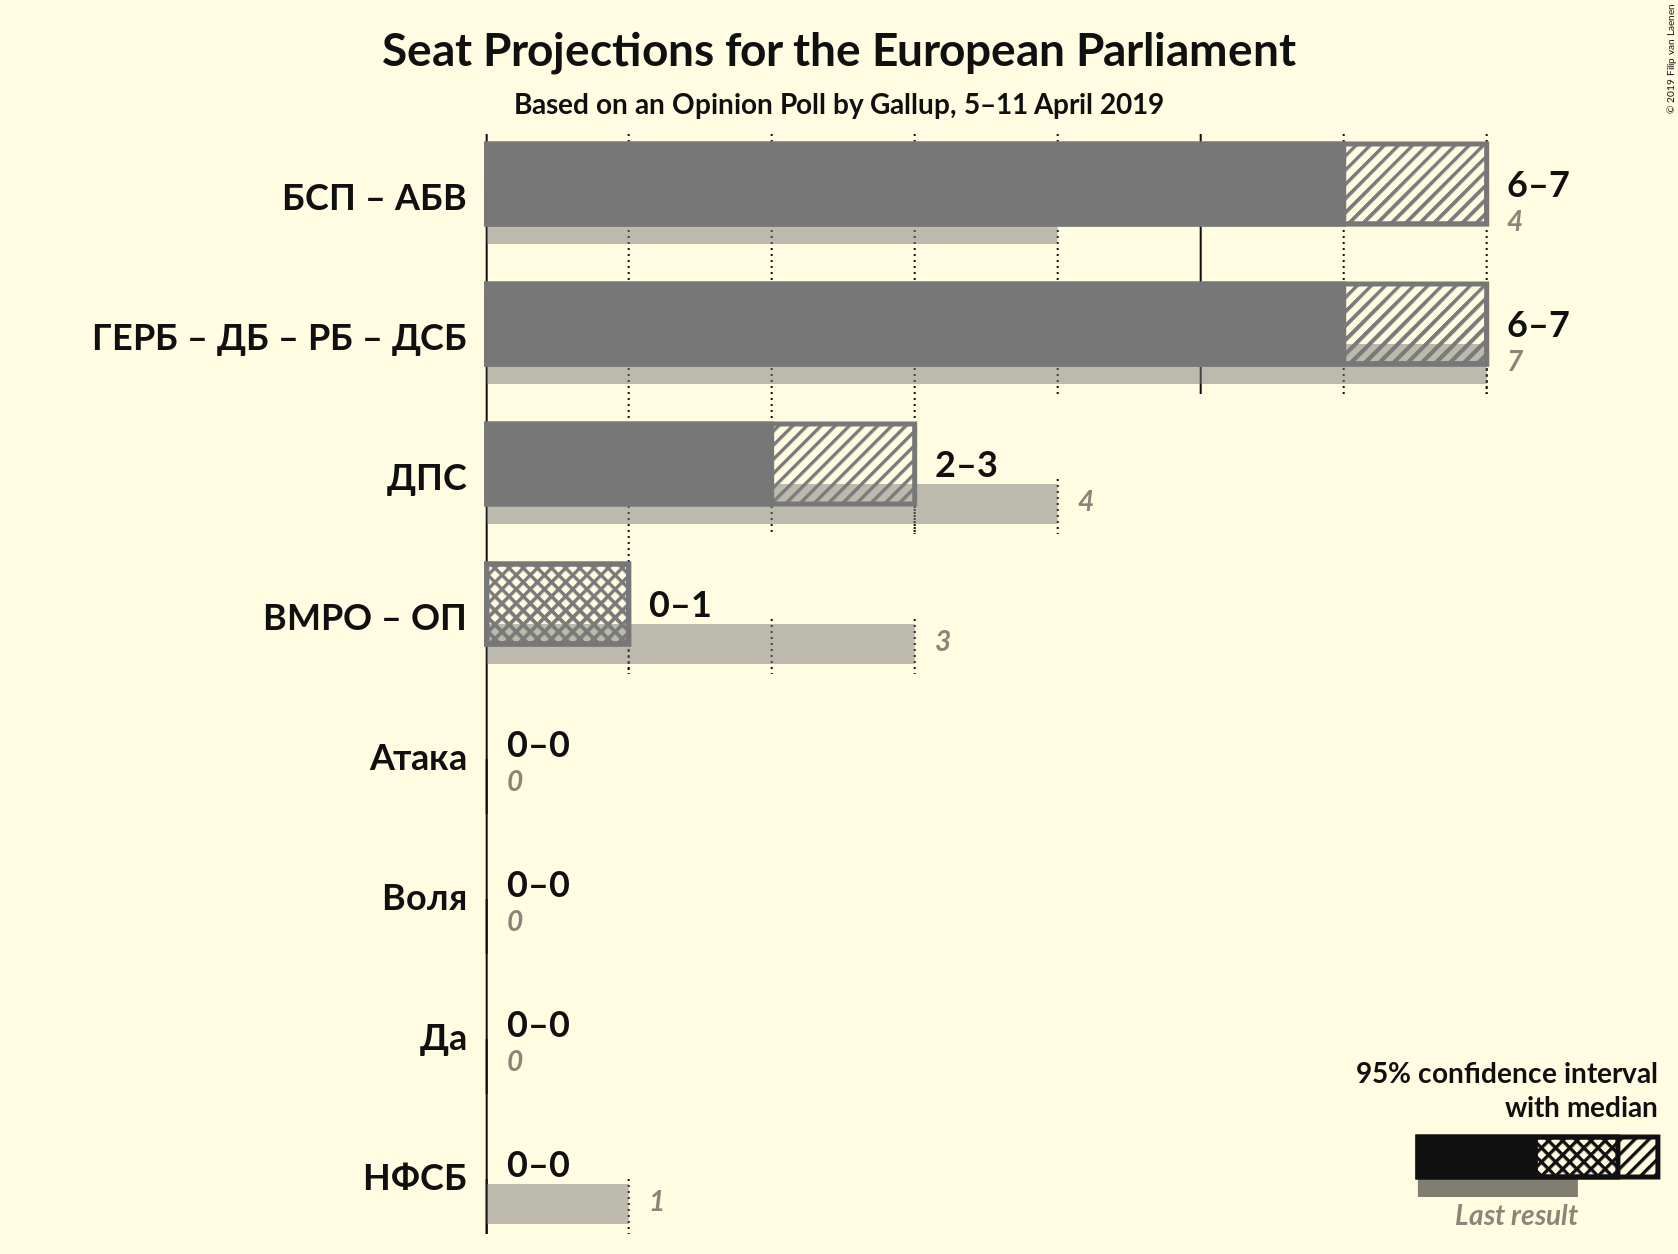 Seat Projections for the European Parliament
Based on an Opinion Poll by Gallup, 5–11 April 2019
© 2019 Filip van Laenen
БСП – АБВ
6–7
4
ГЕРБ – ДБ – РБ – ДСБ
6–7
7
ДПС
2–3
4
ВМРО – ОП
0–1
3
Атака
0–0
0
Воля
0–0
0
Да
0–0
0
НФСБ
0–0
1
95% confidence interval
with median
Last result